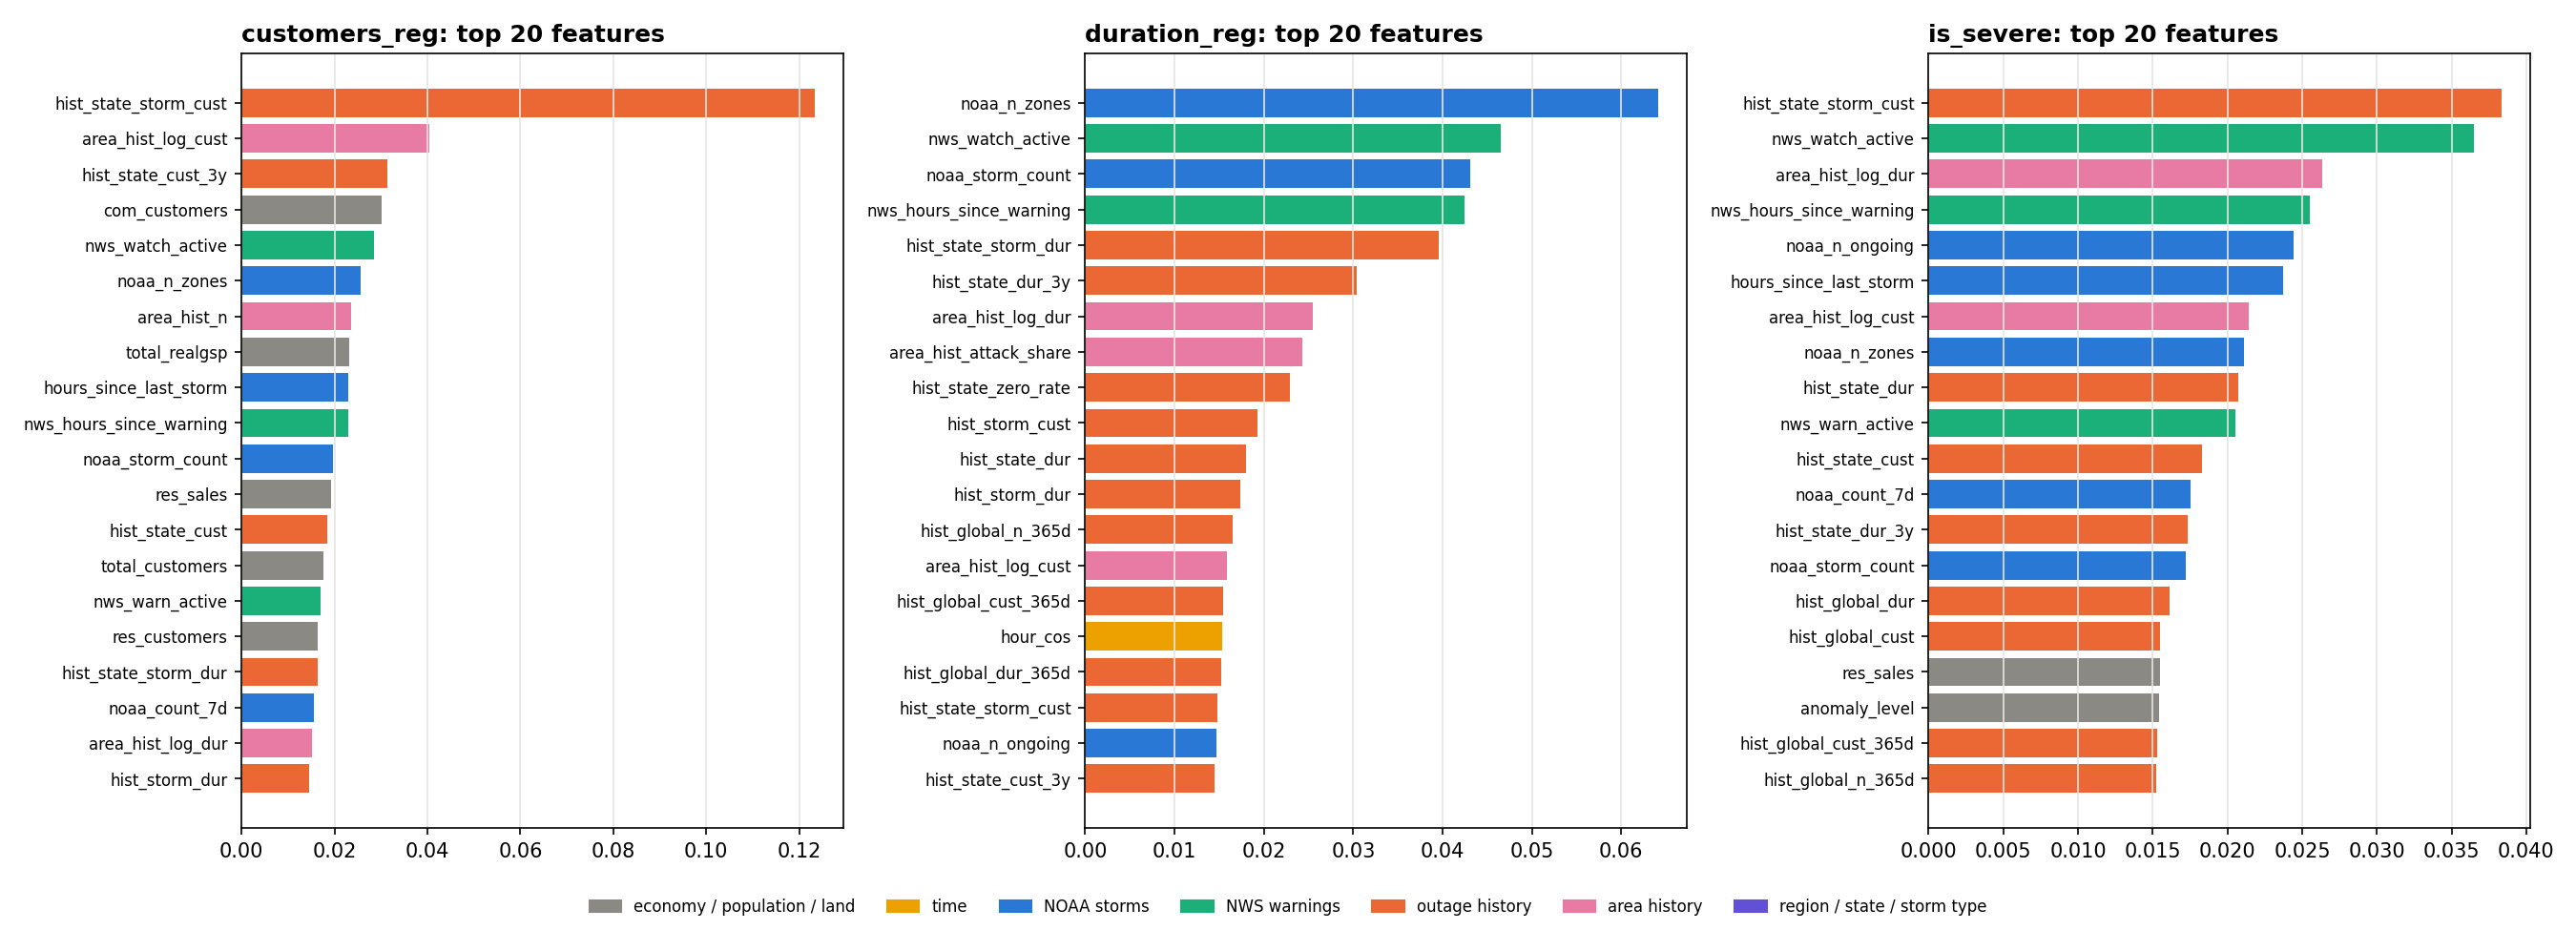 customers_reg: top 20 features
hist_state_storm_cust
area_hist_log_cust
hist_state_cust_3y
com_customers
nws_watch_active
noaa_n_zones
area_hist_n
total_realgsp
hours_since_last_storm
nws_hours_since_warning
noaa_storm_count
res_sales
hist_state_cust
total_customers
nws_warn_active
res_customers
hist_state_storm_dur
noaa_count_7d
area_hist_log_dur
hist_storm_dur
0.00 0.02 0.04 0.06 0.08 0.10 0.12
duration_reg: top 20 features
noaa_n_zones
nws_watch_active
noaa_storm_count
nws_hours_since_warning
hist_state_storm_dur
hist_state_dur_3y
area_hist_log_dur
area_hist_attack_share
hist_state_zero_rate
hist_storm_cust
hist_state_dur
hist_storm_dur
hist_global_n_365d
area_hist_log_cust
hist_global_cust_365d
hour_cos
hist_global_dur_365d
hist_state_storm_cust
noaa_n_ongoing
hist_state_cust_3y
0.00 0.01 0.02 0.03 0.04 0.05 0.06
is_severe: top 20 features
hist_state_storm_cust
nws_watch_active
area_hist_log_dur
nws_hours_since_warning
noaa_n_ongoing
hours_since_last_storm
area_hist_log_cust
noaa_n_zones
hist_state_dur
nws_warn_active
hist_state_cust
noaa_count_7d
hist_state_dur_3y
noaa_storm_count
hist_global_dur
hist_global_cust
res_sales
anomaly_level
hist_global_cust_365d
hist_global_n_365d
0.000 0.005 0.010 0.015 0.020 0.025 0.030 0.035 0.040
economy / population / land time NOAA storms NWS warnings outage history area history region / state / storm type